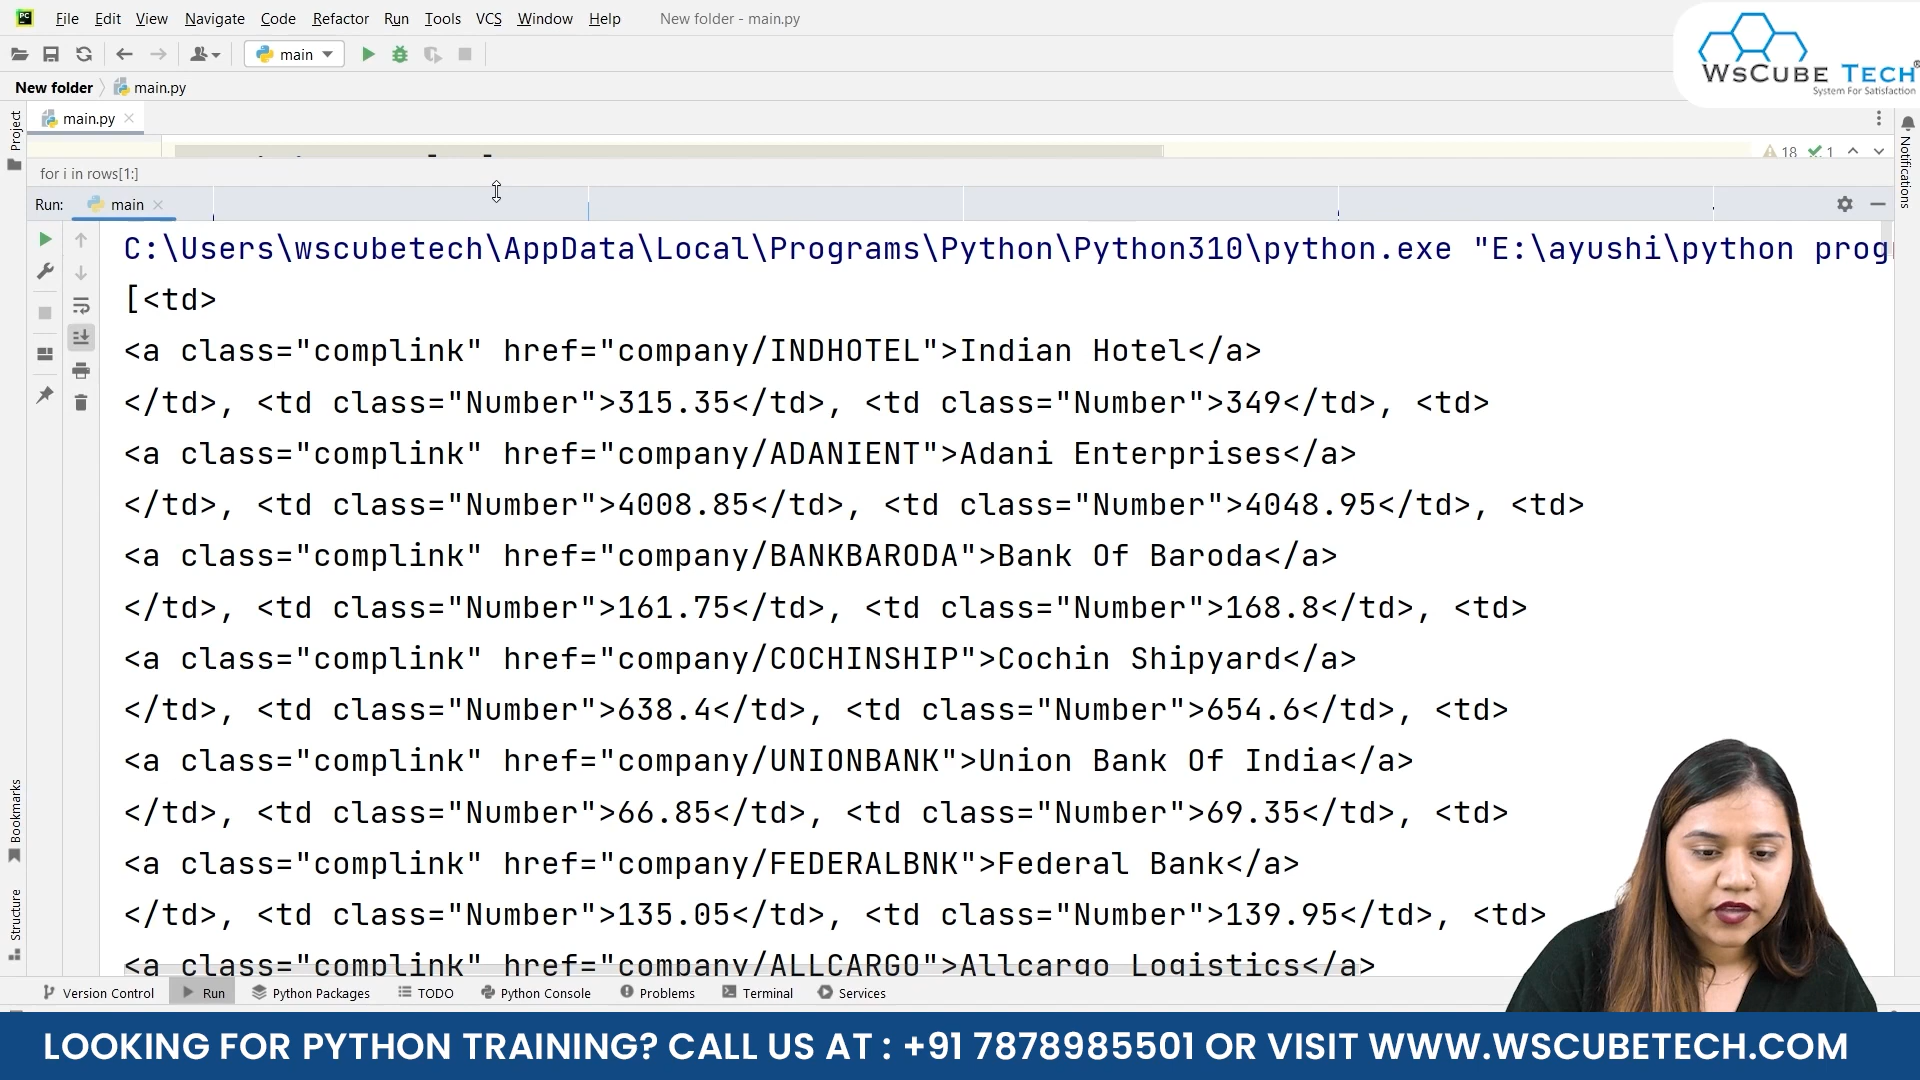 File Edit View Navigate Code Refactor Run Tools VCS Window Help New folder - main.py
main
WsCube Tech®
System For Satisfaction
New folder main.py
Project
main.py
Notifications
18 1
for i in rows[1:]
Run: main
C:\Users\wscubetech\AppData\Local\Programs\Python\Python310\python.exe "E:\ayushi\python prog
[<td>
<a class="complink" href="company/INDHOTEL">Indian Hotel</a>
</td>, <td class="Number">315.35</td>, <td class="Number">349</td>, <td>
<a class="complink" href="company/ADANIENT">Adani Enterprises</a>
</td>, <td class="Number">4008.85</td>, <td class="Number">4048.95</td>, <td>
<a class="complink" href="company/BANKBARODA">Bank Of Baroda</a>
</td>, <td class="Number">161.75</td>, <td class="Number">168.8</td>, <td>
<a class="complink" href="company/COCHINSHIP">Cochin Shipyard</a>
</td>, <td class="Number">638.4</td>, <td class="Number">654.6</td>, <td>
<a class="complink" href="company/UNIONBANK">Union Bank Of India</a>
</td>, <td class="Number">66.85</td>, <td class="Number">69.35</td>, <td>
<a class="complink" href="company/FEDERALBNK">Federal Bank</a>
</td>, <td class="Number">135.05</td>, <td class="Number">139.95</td>, <td>
<a class="complink" href="company/ALLCARGO">Allcargo Logistics</a>
Bookmarks
Structure
Version Control Run Python Packages TODO Python Console Problems Terminal Services
LOOKING FOR PYTHON TRAINING? CALL US AT : +91 7878985501 OR VISIT WWW.WSCUBETECH.COM